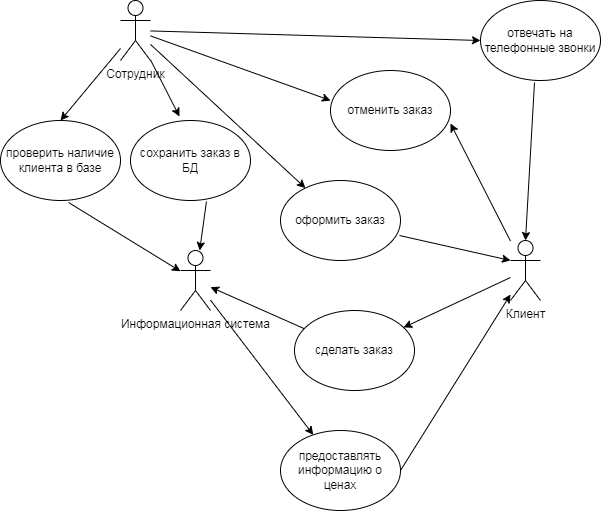 отвечать на
телефонные звонки
Сотрудник
отменить заказ
проверить наличие
клиента в базе
сохранить заказ в
БД
оформить заказ
Информационная система
Клиент
сделать заказ
предоставлять
информацию о
ценах